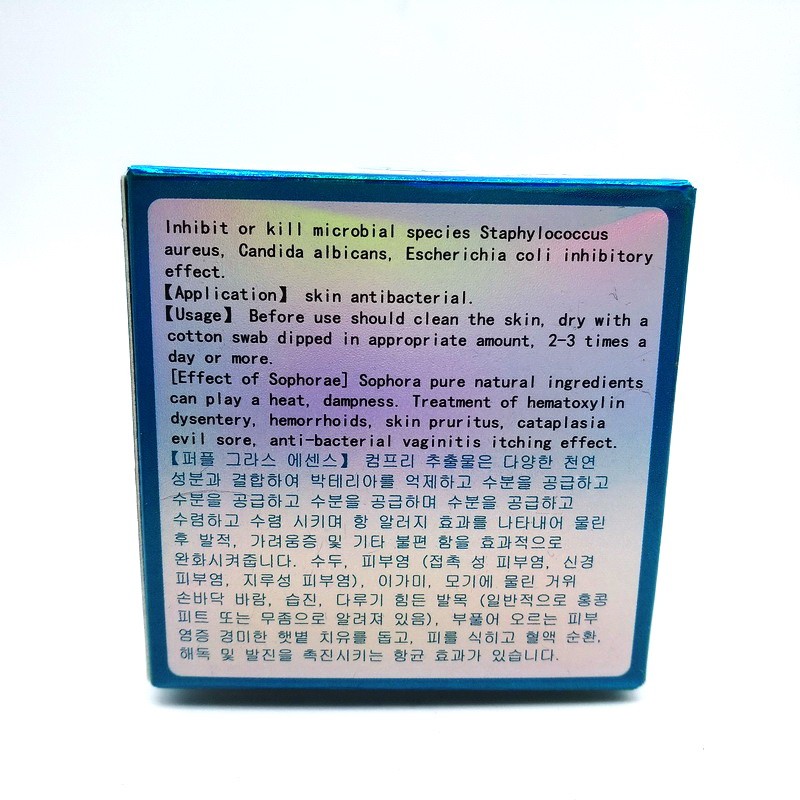 Inhibit or kill microbial species Staphylococcus
aureus, Candida albicans, Escherichia coli inhibitory
effect.
【Application】 skin antibacterial.
【Usage】 Before use should clean the skin, dry with a
cotton swab dipped in appropriate amount, 2-3 times a
day or more.
[Effect of Sophorae] Sophora pure natural ingredients
can play a heat, dampness. Treatment of hematoxylin
dysentery, hemorrhoids, skin pruritus, cataplasia
evil sore, anti-bacterial vaginitis itching effect.
【퍼플 그라스 에센스】 컴프리 추출물은 다양한 천연
성분과 결합하여 박테리아를 억제하고 수분을 공급하고
수분을 공급하고 수분을 공급하며 수분을 공급하고
수렴하고 수렴 시키며 항 알러지 효과를 나타내어 물린
후 발적, 가려움증 및 기타 불편 함을 효과적으로
완화시켜줍니다. 수두, 피부염 (접촉 성 피부염, 신경
피부염, 지루성 피부염), 이가미, 모기에 물린 거위
손바닥 바람, 습진, 다루기 힘든 발목 (일반적으로 홍콩
피트 또는 무좀으로 알려져 있음), 부풀어 오르는 피부
염증 경미한 햇볕 치유를 돕고, 피를 식히고 혈액 순환,
해독 및 발진을 촉진시키는 항균 효과가 있습니다.